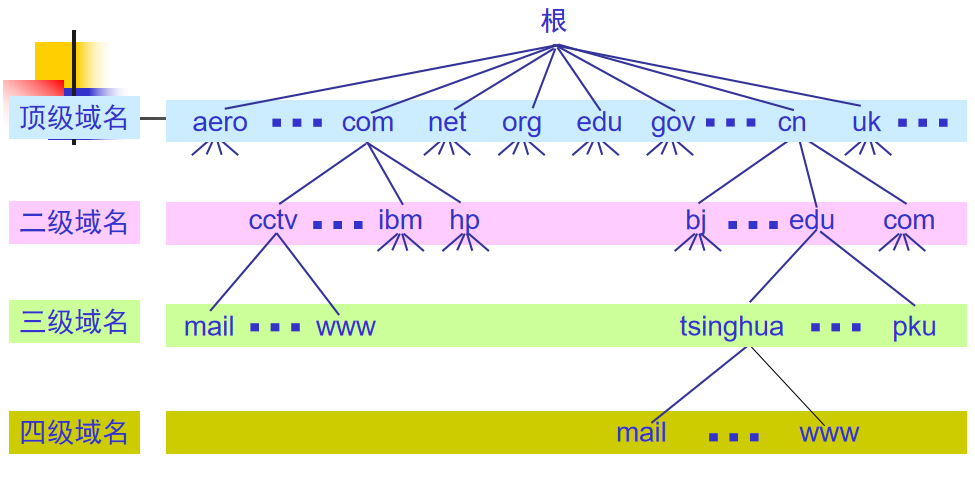 根
顶级域名 aero ▪ ▪ ▪ com net org edu gov ▪ ▪ ▪ cn uk ▪ ▪ ▪
二级域名 cctv ▪ ▪ ▪ ibm hp bj ▪ ▪ ▪ edu com
三级域名 mail ▪ ▪ ▪ www tsinghua ▪ ▪ ▪ pku
四级域名 mail ▪ ▪ ▪ www